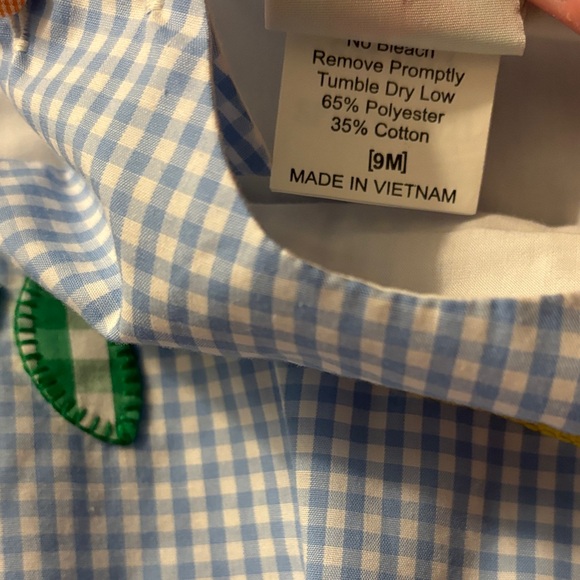 No Bleach
Remove Promptly
Tumble Dry Low
65% Polyester
35% Cotton
[9M]
MADE IN VIETNAM